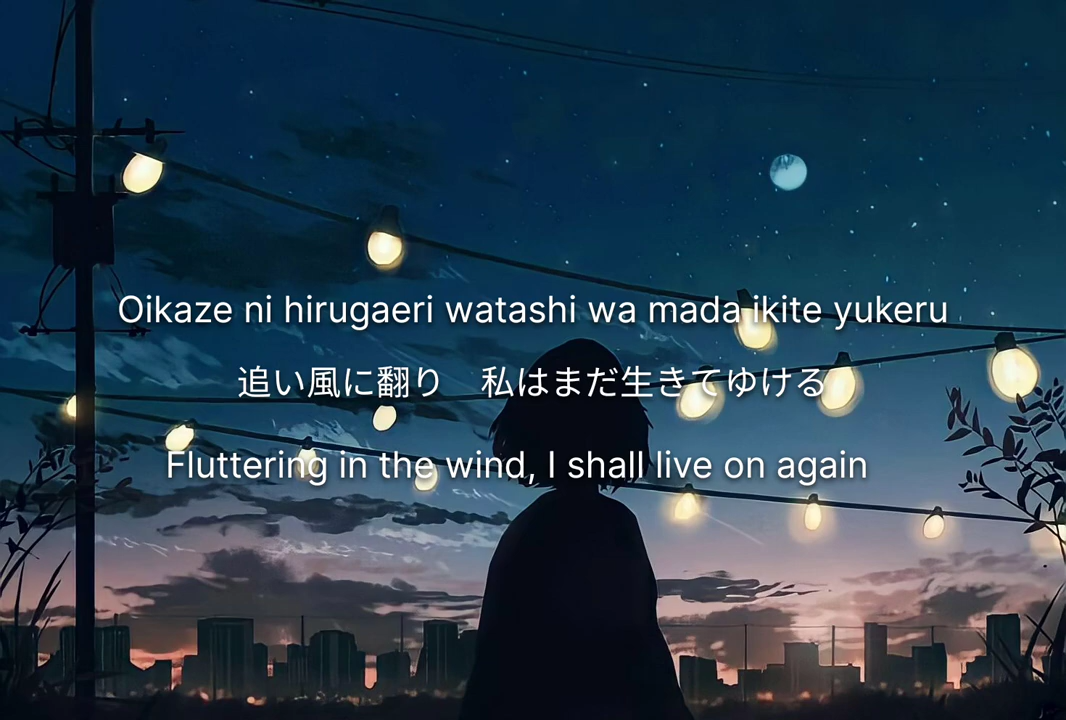 Oikaze ni hirugaeri watashi wa mada ikite yukeru
追い風に翻り　私はまだ生きてゆける
Fluttering in the wind, I shall live on again